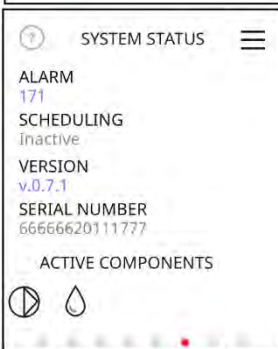 ?
SYSTEM STATUS
ALARM
171
SCHEDULING
Inactive
VERSION
v.0.7.1
SERIAL NUMBER
66666620111777
ACTIVE COMPONENTS